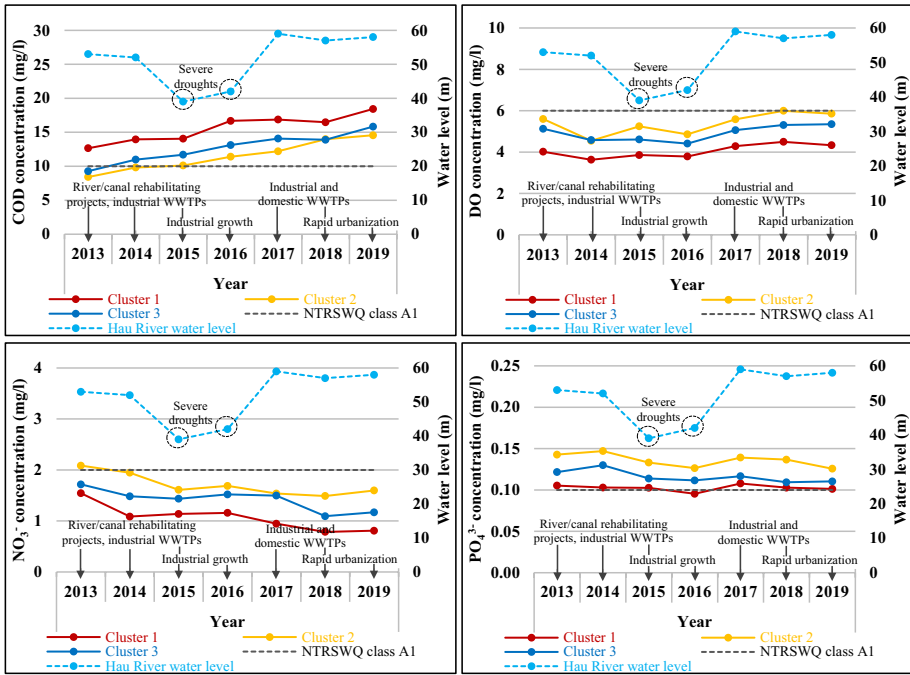 COD concentration (mg/l)
30
25
20
15
10
5
0
Severe
droughts
River/canal rehabilitating
projects, industrial WWTPs
Industrial growth
Industrial and
domestic WWTPs
Rapid urbanization
60
50
40
30
20
10
0
Water level (m)
2013 2014 2015 2016 2017 2018 2019
Year
Cluster 1
Cluster 2
Cluster 3
NTRSWQ class A1
Hau River water level
DO concentration (mg/l)
10
8
6
4
2
0
Severe
droughts
River/canal rehabilitating
projects, industrial WWTPs
Industrial growth
Industrial and
domestic WWTPs
Rapid urbanization
60
50
40
30
20
10
0
Water level (m)
2013 2014 2015 2016 2017 2018 2019
Year
Cluster 1
Cluster 2
Cluster 3
NTRSWQ class A1
Hau River water level
NO₃⁻ concentration (mg/l)
4
3
2
1
0
Severe
droughts
River/canal rehabilitating
projects, industrial WWTPs
Industrial growth
Industrial and
domestic WWTPs
Rapid urbanization
60
50
40
30
20
10
0
Water level (m)
2013 2014 2015 2016 2017 2018 2019
Year
Cluster 1
Cluster 2
Cluster 3
NTRSWQ class A1
Hau River water level
PO₄³⁻ concentration (mg/l)
0.25
0.20
0.15
0.10
0.05
0.00
Severe
droughts
River/canal rehabilitating
projects, industrial WWTPs
Industrial growth
Industrial and
domestic WWTPs
Rapid urbanization
60
50
40
30
20
10
0
Water level (m)
2013 2014 2015 2016 2017 2018 2019
Year
Cluster 1
Cluster 2
Cluster 3
NTRSWQ class A1
Hau River water level